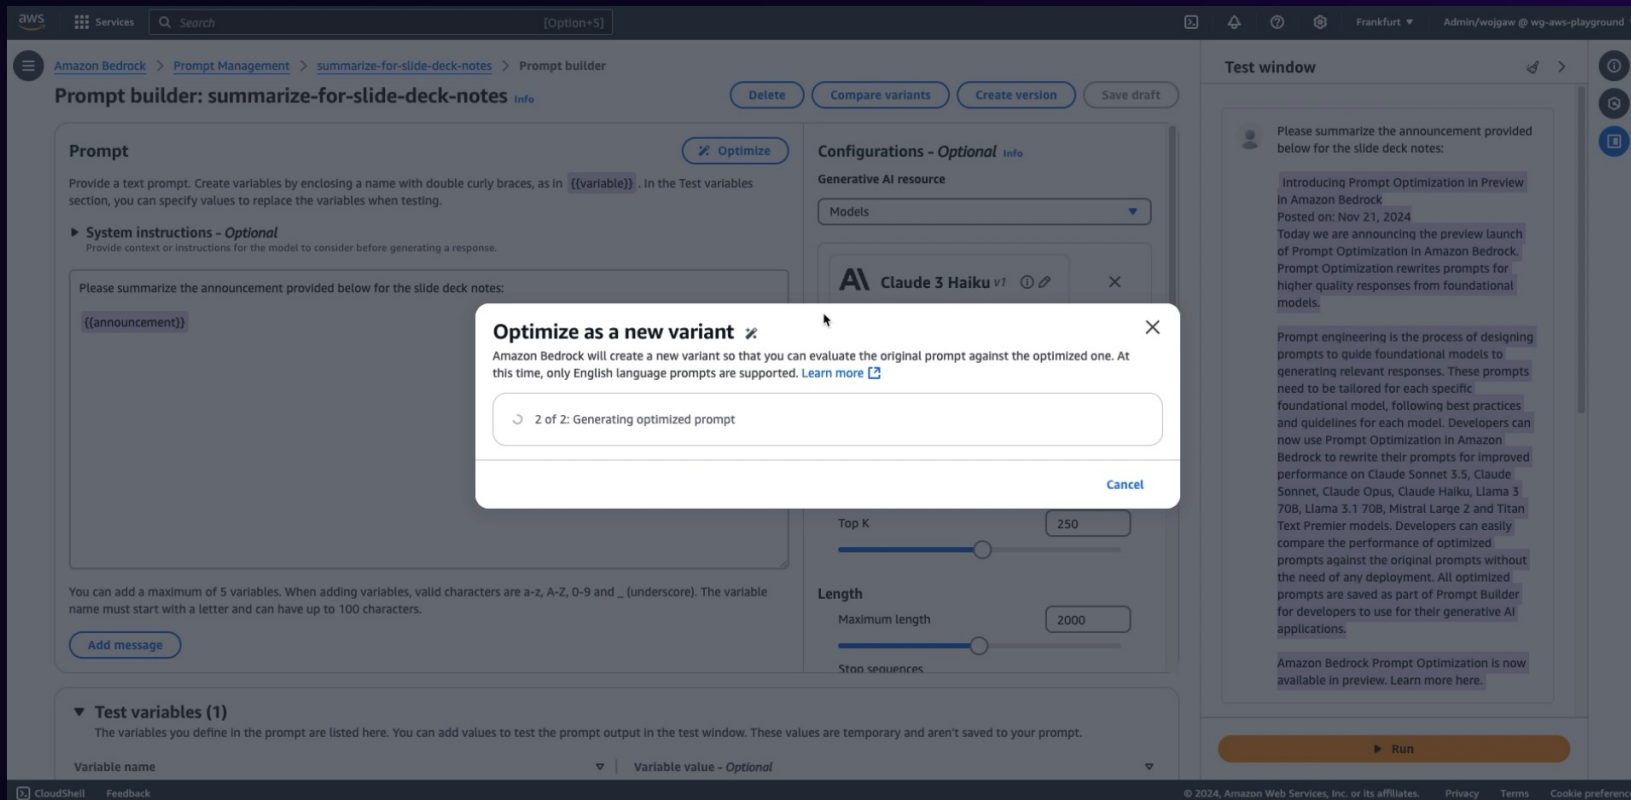 aws
Services
Search
[Option+S]
Frankfurt
Admin/wojgaw @ wg-aws-playground
Amazon Bedrock
Prompt Management
summarize-for-slide-deck-notes
Prompt builder
Prompt builder: summarize-for-slide-deck-notes Info
Delete
Compare variants
Create version
Save draft
Prompt
Optimize
Provide a text prompt. Create variables by enclosing a name with double curly braces, as in {{variable}} . In the Test variables
section, you can specify values to replace the variables when testing.
System instructions - Optional
Provide context or instructions for the model to consider before generating a response.
Please summarize the announcement provided below for the slide deck notes:
{{announcement}}
You can add a maximum of 5 variables. When adding variables, valid characters are a-z, A-Z, 0-9 and _ (underscore). The variable
name must start with a letter and can have up to 100 characters.
Add message
Configurations - Optional Info
Generative AI resource
Models
Claude 3 Haiku v1
Optimize as a new variant
Amazon Bedrock will create a new variant so that you can evaluate the original prompt against the optimized one. At
this time, only English language prompts are supported. Learn more
2 of 2: Generating optimized prompt
Cancel
Top K
250
Length
Maximum length
2000
Stop sequences
Test variables (1)
The variables you define in the prompt are listed here. You can add values to test the prompt output in the test window. These values are temporary and aren't saved to your prompt.
Variable name
Variable value - Optional
Test window
Please summarize the announcement provided
below for the slide deck notes:
Introducing Prompt Optimization in Preview
in Amazon Bedrock
Posted on: Nov 21, 2024
Today we are announcing the preview launch
of Prompt Optimization in Amazon Bedrock.
Prompt Optimization rewrites prompts for
higher quality responses from foundational
models.
Prompt engineering is the process of designing
prompts to guide foundational models to
generating relevant responses. These prompts
need to be tailored for each specific
foundational model, following best practices
and guidelines for each model. Developers can
now use Prompt Optimization in Amazon
Bedrock to rewrite their prompts for improved
performance on Claude Sonnet 3.5, Claude
Sonnet, Claude Opus, Claude Haiku, Llama 3
70B, Llama 3.1 70B, Mistral Large 2 and Titan
Text Premier models. Developers can easily
compare the performance of optimized
prompts against the original prompts without
the need of any deployment. All optimized
prompts are saved as part of Prompt Builder
for developers to use for their generative AI
applications.
Amazon Bedrock Prompt Optimization is now
available in preview. Learn more here.
Run
CloudShell
Feedback
© 2024, Amazon Web Services, Inc. or its affiliates.
Privacy
Terms
Cookie preference